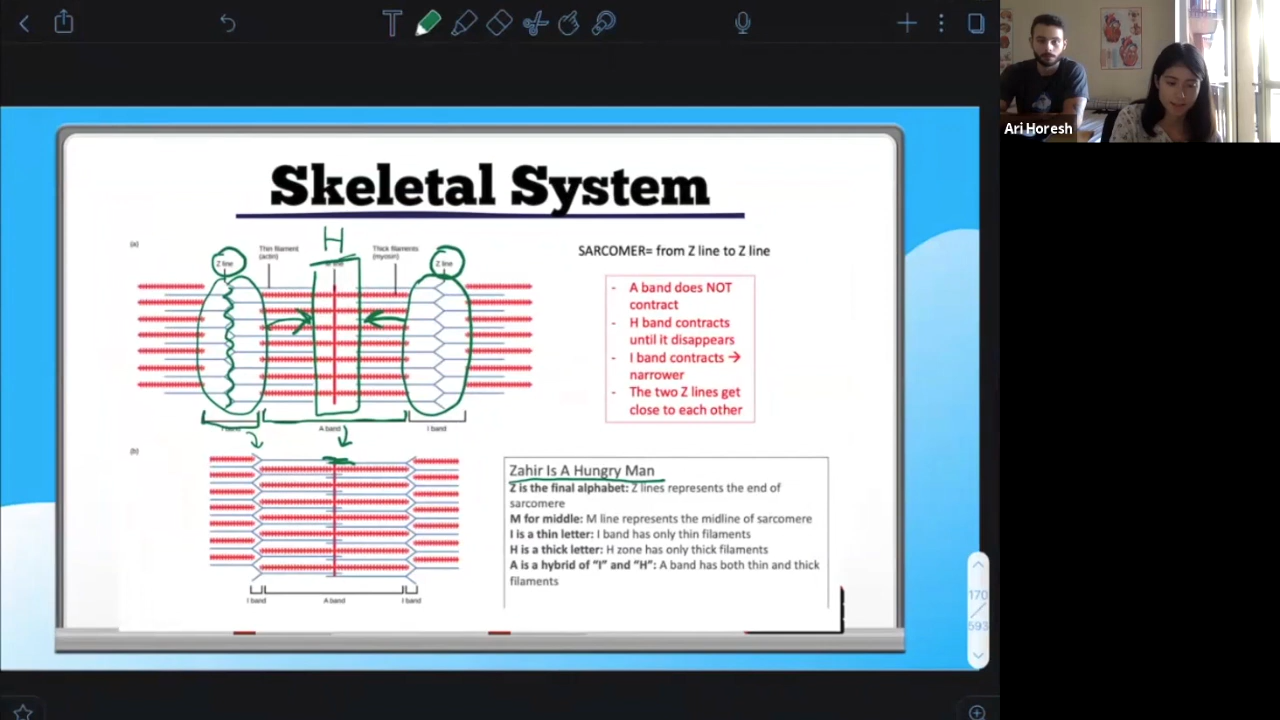 Ari Horesh
Skeletal System
(a)
H
Z line
Thin filament
(actin)
Thick filaments
(myosin)
Z line
SARCOMER= from Z line to Z line
- A band does NOT
contract
- H band contracts
until it disappears
- I band contracts →
narrower
- The two Z lines get
close to each other
A band
I band
(b)
I band
A band
I band
Zahir Is A Hungry Man
Z is the final alphabet: Z lines represents the end of
sarcomere
M for middle: M line represents the midline of sarcomere
I is a thin letter: I band has only thin filaments
H is a thick letter: H zone has only thick filaments
A is a hybrid of “I” and “H”: A band has both thin and thick
filaments
170
593